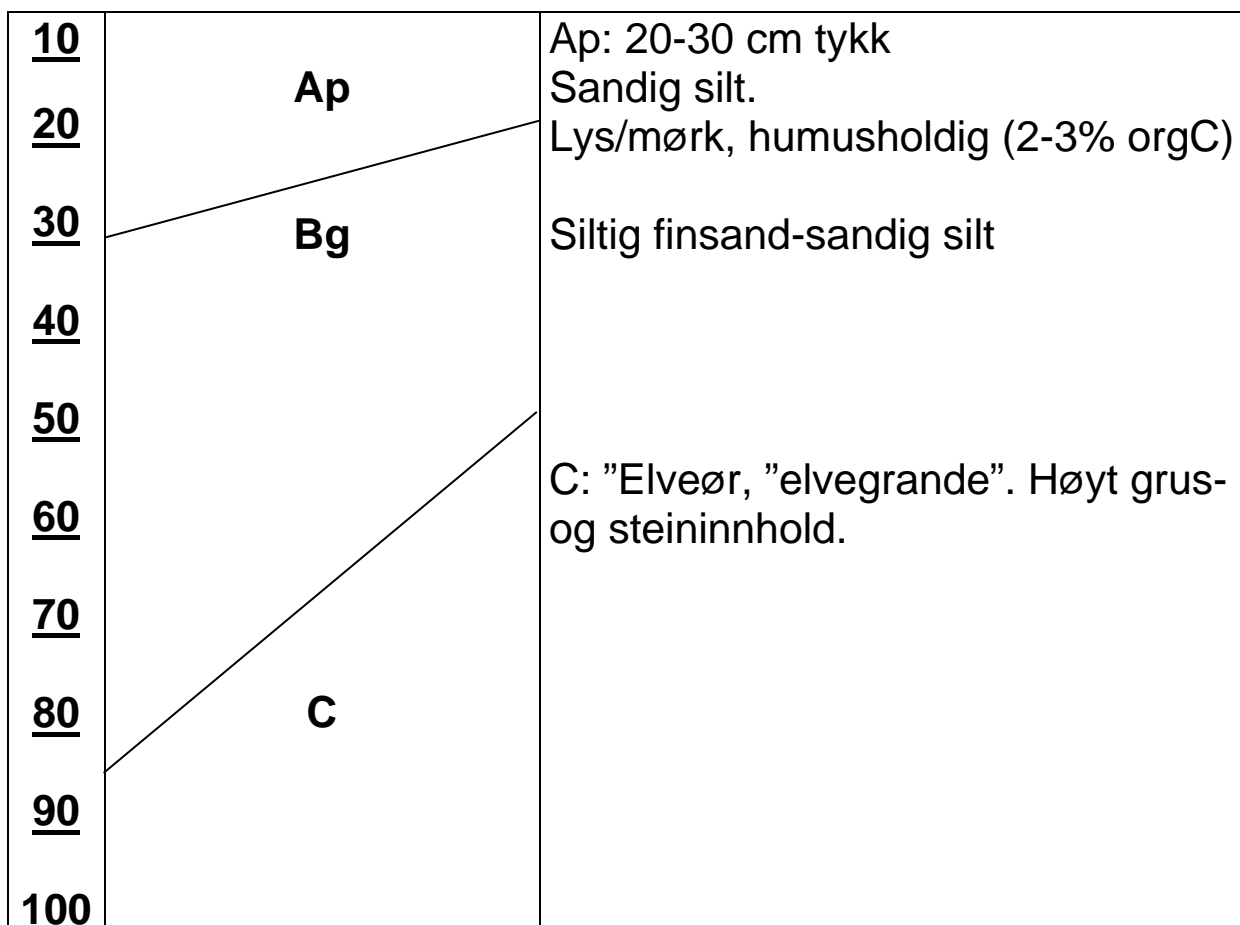 10
Ap: 20-30 cm tykk
Ap
Sandig silt.
20
Lys/mørk, humusholdig (2-3% orgC)
30
Bg
Siltig finsand-sandig silt
40
50
C: ”Elveør, ”elvegrande”. Høyt grus-
60
og steininnhold.
70
80
C
90
100